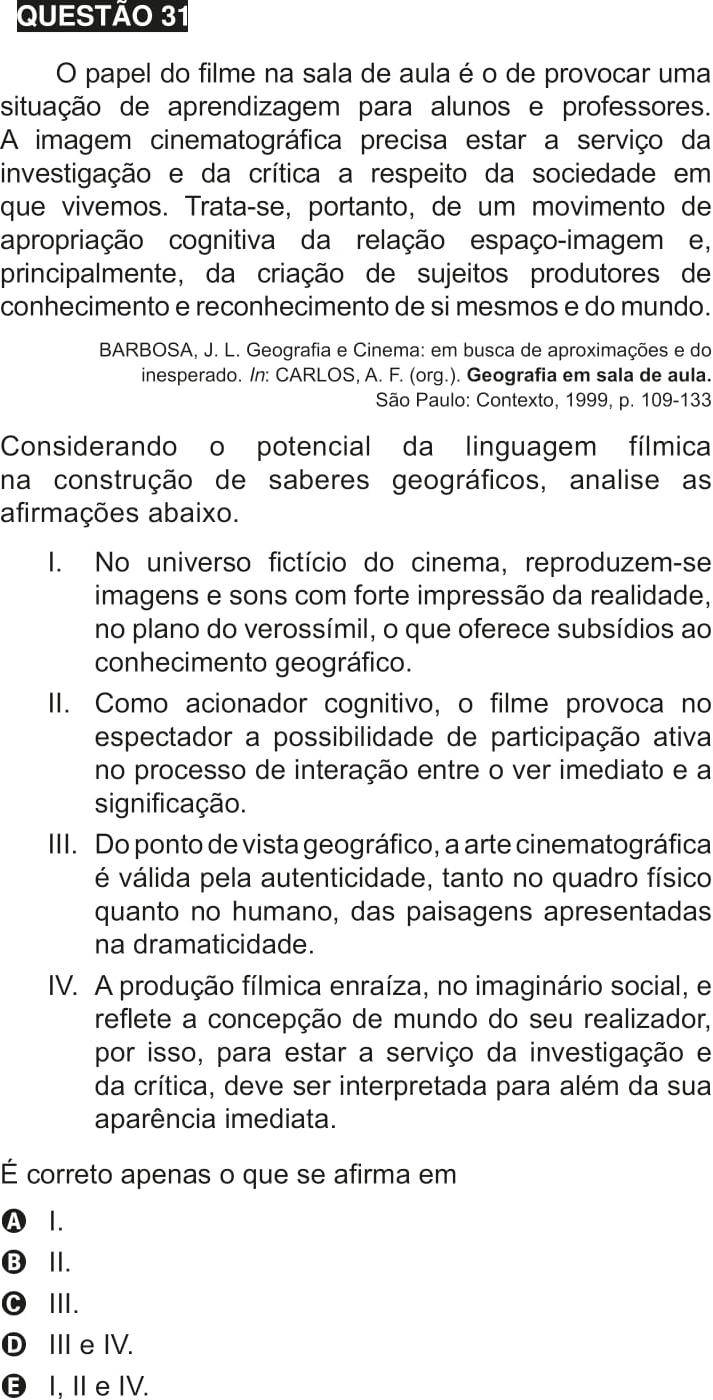 QUESTÃO 31
O papel do filme na sala de aula é o de provocar uma
situação de aprendizagem para alunos e professores.
A imagem cinematográfica precisa estar a serviço da
investigação e da crítica a respeito da sociedade em
que vivemos. Trata-se, portanto, de um movimento de
apropriação cognitiva da relação espaço-imagem e,
principalmente, da criação de sujeitos produtores de
conhecimento e reconhecimento de si mesmos e do mundo.
BARBOSA, J. L. Geografia e Cinema: em busca de aproximações e do
inesperado. In: CARLOS, A. F. (org.). Geografia em sala de aula.
São Paulo: Contexto, 1999, p. 109-133
Considerando o potencial da linguagem fílmica
na construção de saberes geográficos, analise as
afirmações abaixo.
I. No universo fictício do cinema, reproduzem-se
imagens e sons com forte impressão da realidade,
no plano do verossímil, o que oferece subsídios ao
conhecimento geográfico.
II. Como acionador cognitivo, o filme provoca no
espectador a possibilidade de participação ativa
no processo de interação entre o ver imediato e a
significação.
III. Do ponto de vista geográfico, a arte cinematográfica
é válida pela autenticidade, tanto no quadro físico
quanto no humano, das paisagens apresentadas
na dramaticidade.
IV. A produção fílmica enraíza, no imaginário social, e
reflete a concepção de mundo do seu realizador,
por isso, para estar a serviço da investigação e
da crítica, deve ser interpretada para além da sua
aparência imediata.
É correto apenas o que se afirma em
A I.
B II.
C III.
D III e IV.
E I, II e IV.